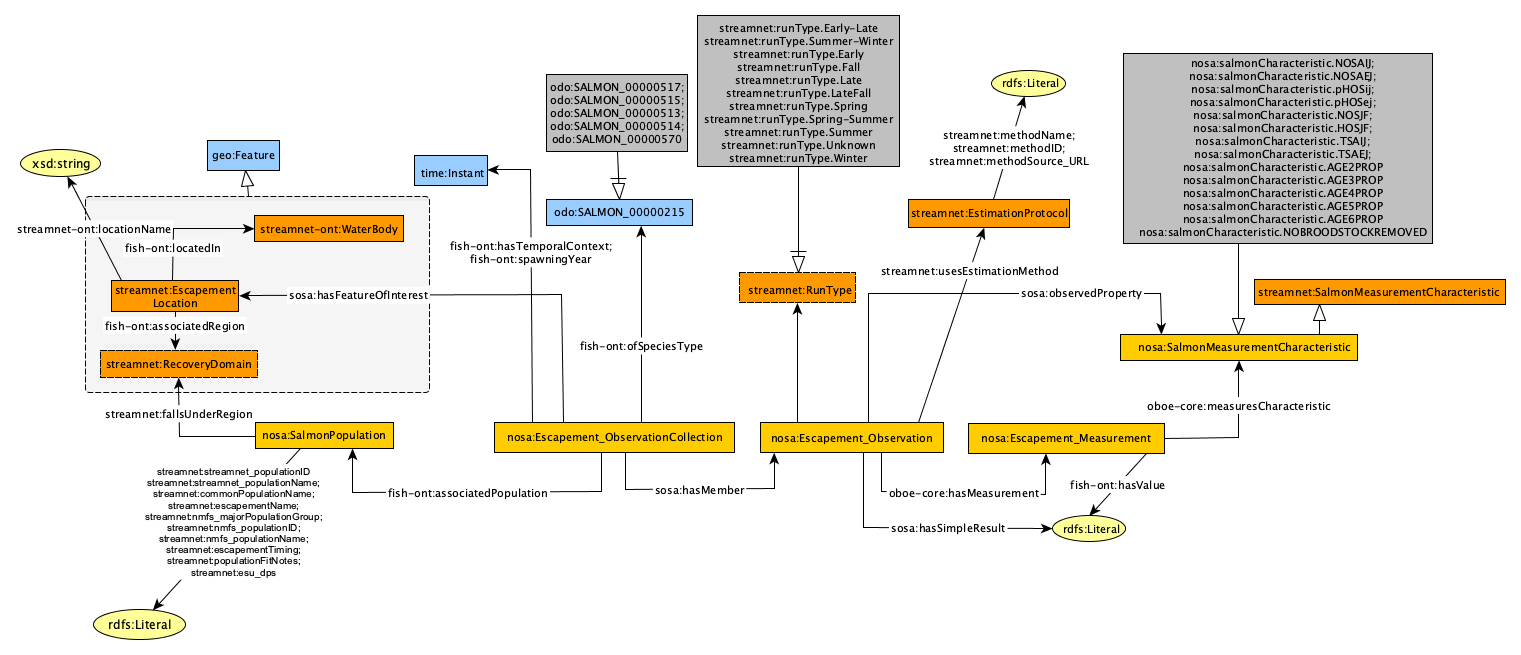 streamnet:runType.Early-Late
streamnet:runType.Summer-Winter
streamnet:runType.Early
streamnet:runType.Fall
streamnet:runType.Late
streamnet:runType.LateFall
streamnet:runType.Spring
streamnet:runType.Spring-Summer
streamnet:runType.Summer
streamnet:runType.Unknown
streamnet:runType.Winter
nosa:salmonCharacteristic.NOSAIJ;
nosa:salmonCharacteristic.NOSAEJ;
nosa:salmonCharacteristic.pHOSij;
nosa:salmonCharacteristic.pHOSej;
nosa:salmonCharacteristic.NOSJF;
nosa:salmonCharacteristic.HOSJF;
nosa:salmonCharacteristic.TSAIJ;
nosa:salmonCharacteristic.TSAEJ;
nosa:salmonCharacteristic.AGE2PROP
nosa:salmonCharacteristic.AGE3PROP
nosa:salmonCharacteristic.AGE4PROP
nosa:salmonCharacteristic.AGE5PROP
nosa:salmonCharacteristic.AGE6PROP
nosa:salmonCharacteristic.NOBROODSTOCKREMOVED
odo:SALMON_00000517;
odo:SALMON_00000515;
odo:SALMON_00000513;
odo:SALMON_00000514;
odo:SALMON_00000570
rdfs:Literal
streamnet:methodName;
streamnet:methodID;
streamnet:methodSource_URL
xsd:string
geo:Feature
time:Instant
odo:SALMON_00000215
streamnet:EstimationProtocol
streamnet-ont:locationName
streamnet-ont:WaterBody
fish-ont:locatedIn
fish-ont:hasTemporalContext;
fish-ont:spawningYear
streamnet:usesEstimationMethod
streamnet:Escapement
Location
sosa:hasFeatureOfInterest
streamnet:RunType
sosa:observedProperty
streamnet:SalmonMeasurementCharacteristic
fish-ont:associatedRegion
fish-ont:ofSpeciesType
nosa:SalmonMeasurementCharacteristic
streamnet:RecoveryDomain
streamnet:fallsUnderRegion
oboe-core:measuresCharacteristic
nosa:SalmonPopulation
nosa:Escapement_ObservationCollection
nosa:Escapement_Observation
nosa:Escapement_Measurement
streamnet:streamnet_populationID
streamnet:streamnet_populationName;
streamnet:commonPopulationName;
streamnet:escapementName;
streamnet:nmfs_majorPopulationGroup;
streamnet:nmfs_populationID;
streamnet:nmfs_populationName;
streamnet:escapementTiming;
streamnet:populationFitNotes;
streamnet:esu_dps
fish-ont:associatedPopulation
sosa:hasMember
oboe-core:hasMeasurement
fish-ont:hasValue
sosa:hasSimpleResult
rdfs:Literal
rdfs:Literal